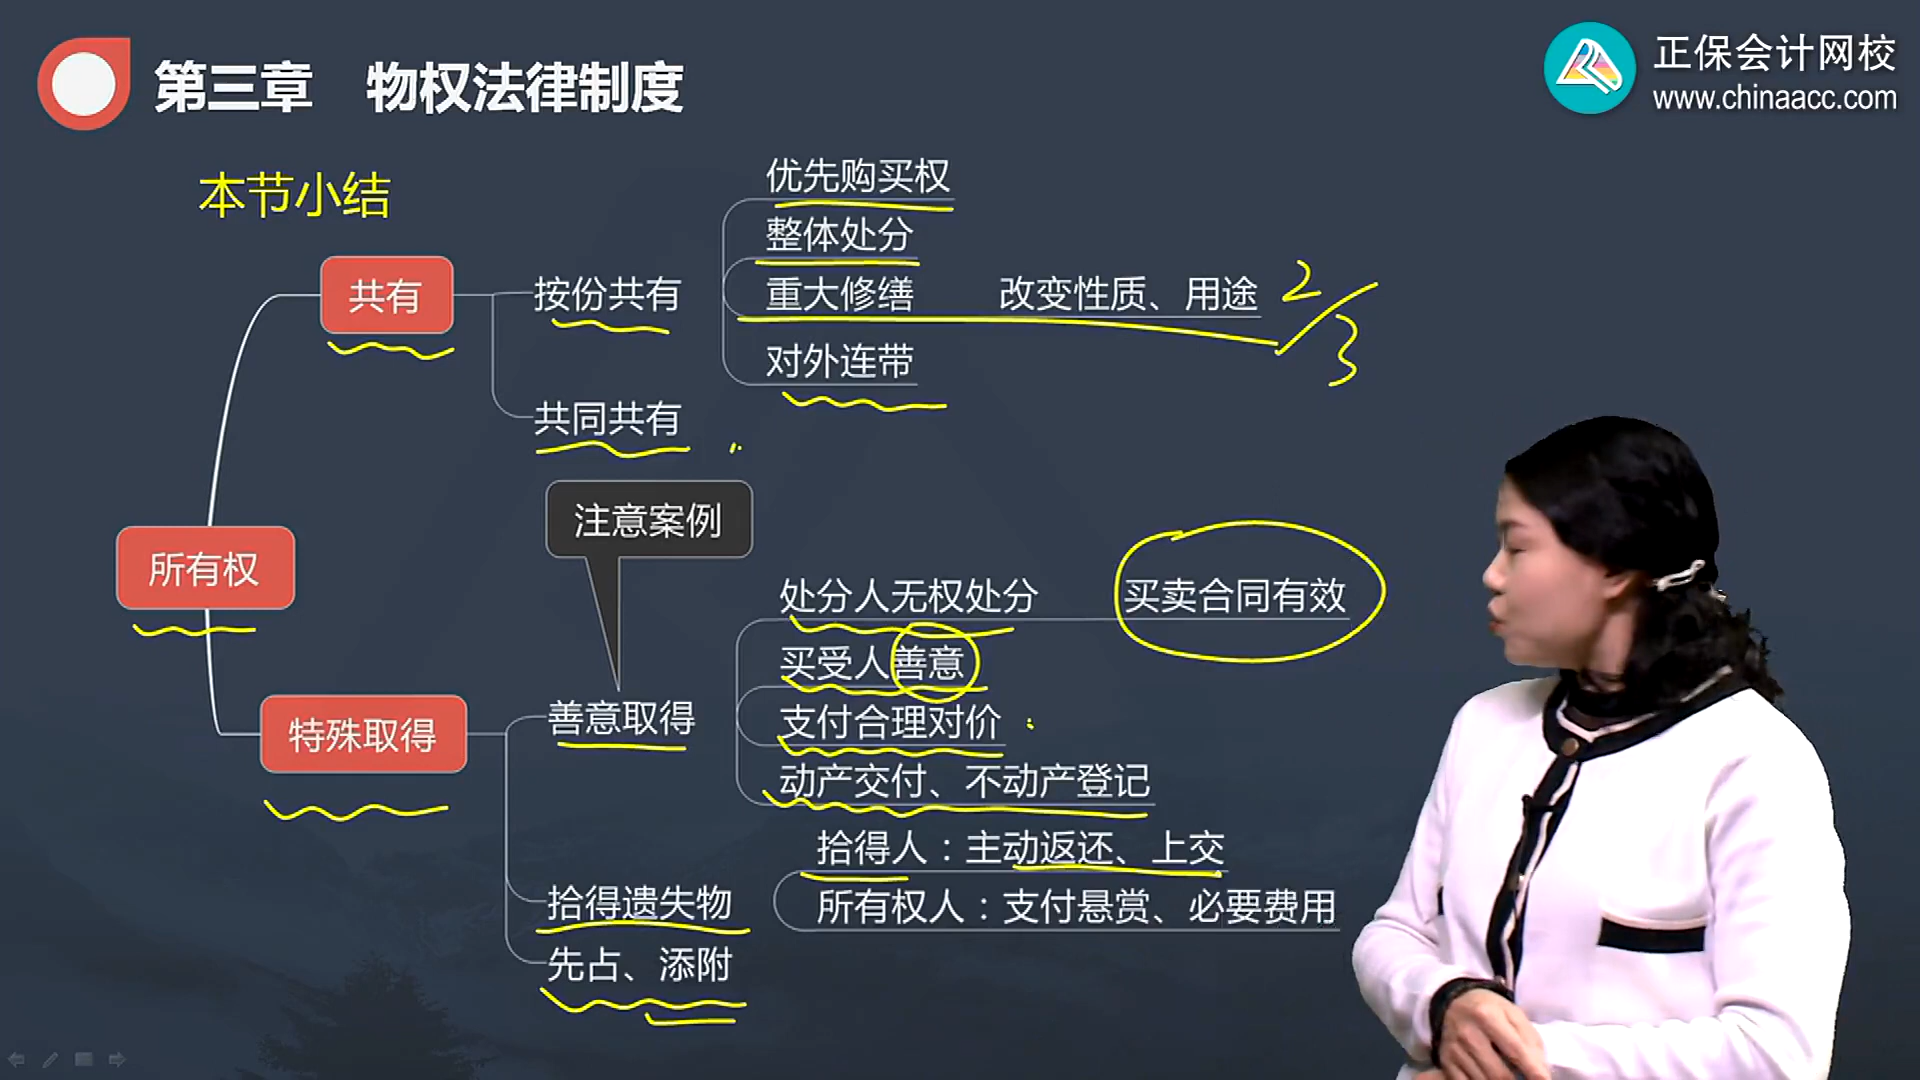 第三章 物权法律制度
正保会计网校
www.chinaacc.com
本节小结
所有权
共有
按份共有
优先购买权
整体处分
重大修缮 改变性质、用途 2/3
对外连带
共同共有
特殊取得
注意案例
善意取得
处分人无权处分 买卖合同有效
买受人善意
支付合理对价
动产交付、不动产登记
拾得遗失物
拾得人：主动返还、上交
所有权人：支付悬赏、必要费用
先占、添附